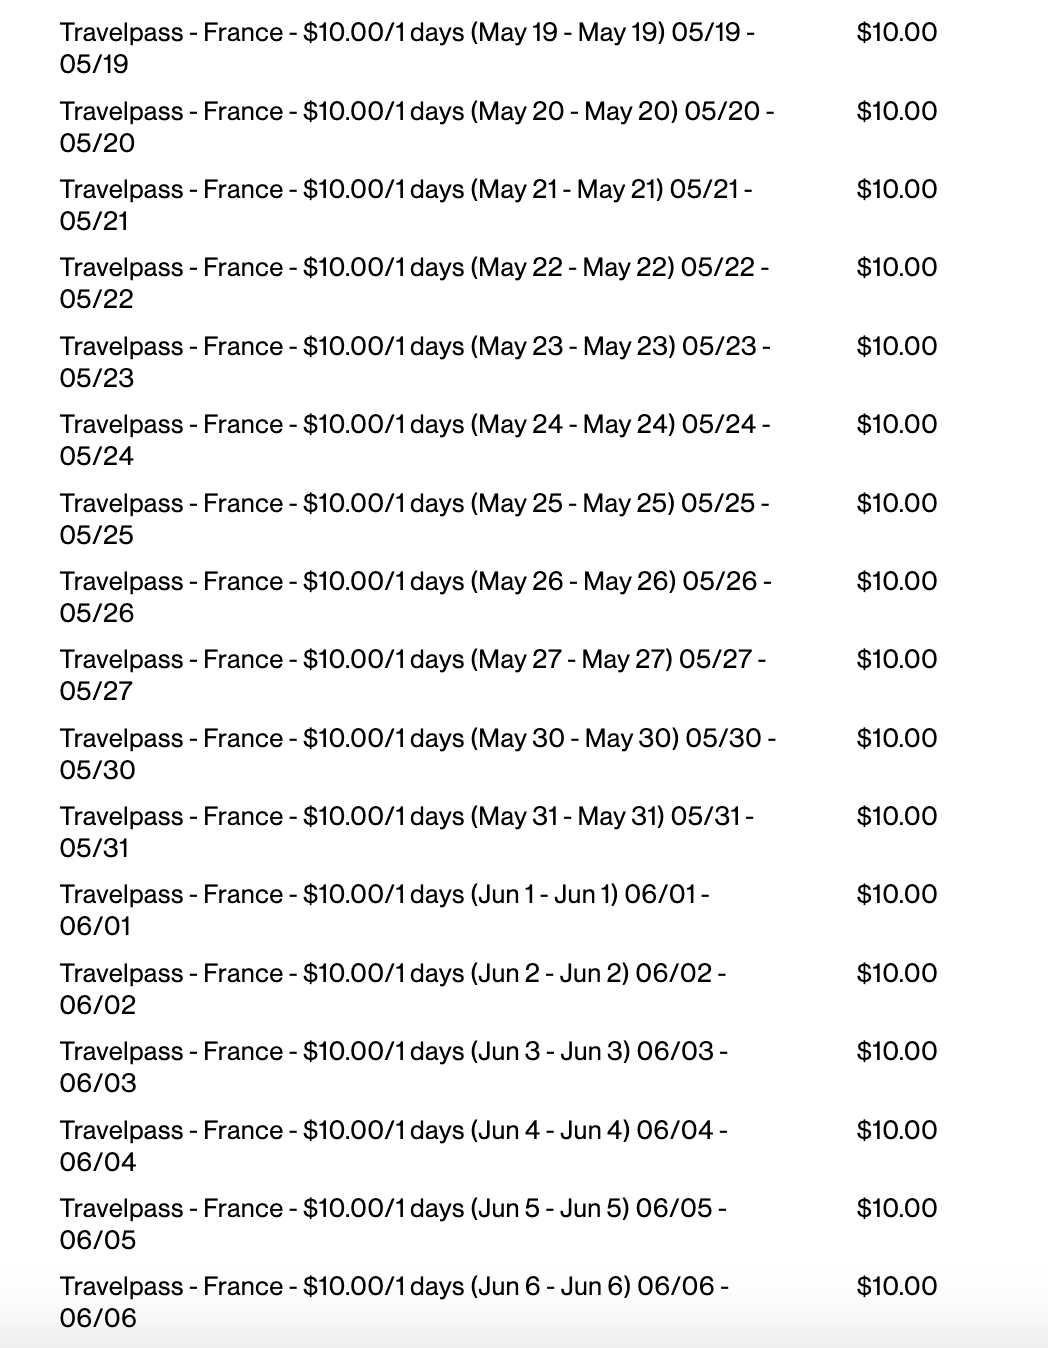 Travelpass - France - $10.00/1 days (May 19 - May 19) 05/19 - $10.00
05/19
Travelpass - France - $10.00/1 days (May 20 - May 20) 05/20 - $10.00
05/20
Travelpass - France - $10.00/1 days (May 21 - May 21) 05/21 - $10.00
05/21
Travelpass - France - $10.00/1 days (May 22 - May 22) 05/22 - $10.00
05/22
Travelpass - France - $10.00/1 days (May 23 - May 23) 05/23 - $10.00
05/23
Travelpass - France - $10.00/1 days (May 24 - May 24) 05/24 - $10.00
05/24
Travelpass - France - $10.00/1 days (May 25 - May 25) 05/25 - $10.00
05/25
Travelpass - France - $10.00/1 days (May 26 - May 26) 05/26 - $10.00
05/26
Travelpass - France - $10.00/1 days (May 27 - May 27) 05/27 - $10.00
05/27
Travelpass - France - $10.00/1 days (May 30 - May 30) 05/30 - $10.00
05/30
Travelpass - France - $10.00/1 days (May 31 - May 31) 05/31 - $10.00
05/31
Travelpass - France - $10.00/1 days (Jun 1 - Jun 1) 06/01 - $10.00
06/01
Travelpass - France - $10.00/1 days (Jun 2 - Jun 2) 06/02 - $10.00
06/02
Travelpass - France - $10.00/1 days (Jun 3 - Jun 3) 06/03 - $10.00
06/03
Travelpass - France - $10.00/1 days (Jun 4 - Jun 4) 06/04 - $10.00
06/04
Travelpass - France - $10.00/1 days (Jun 5 - Jun 5) 06/05 - $10.00
06/05
Travelpass - France - $10.00/1 days (Jun 6 - Jun 6) 06/06 - $10.00
06/06